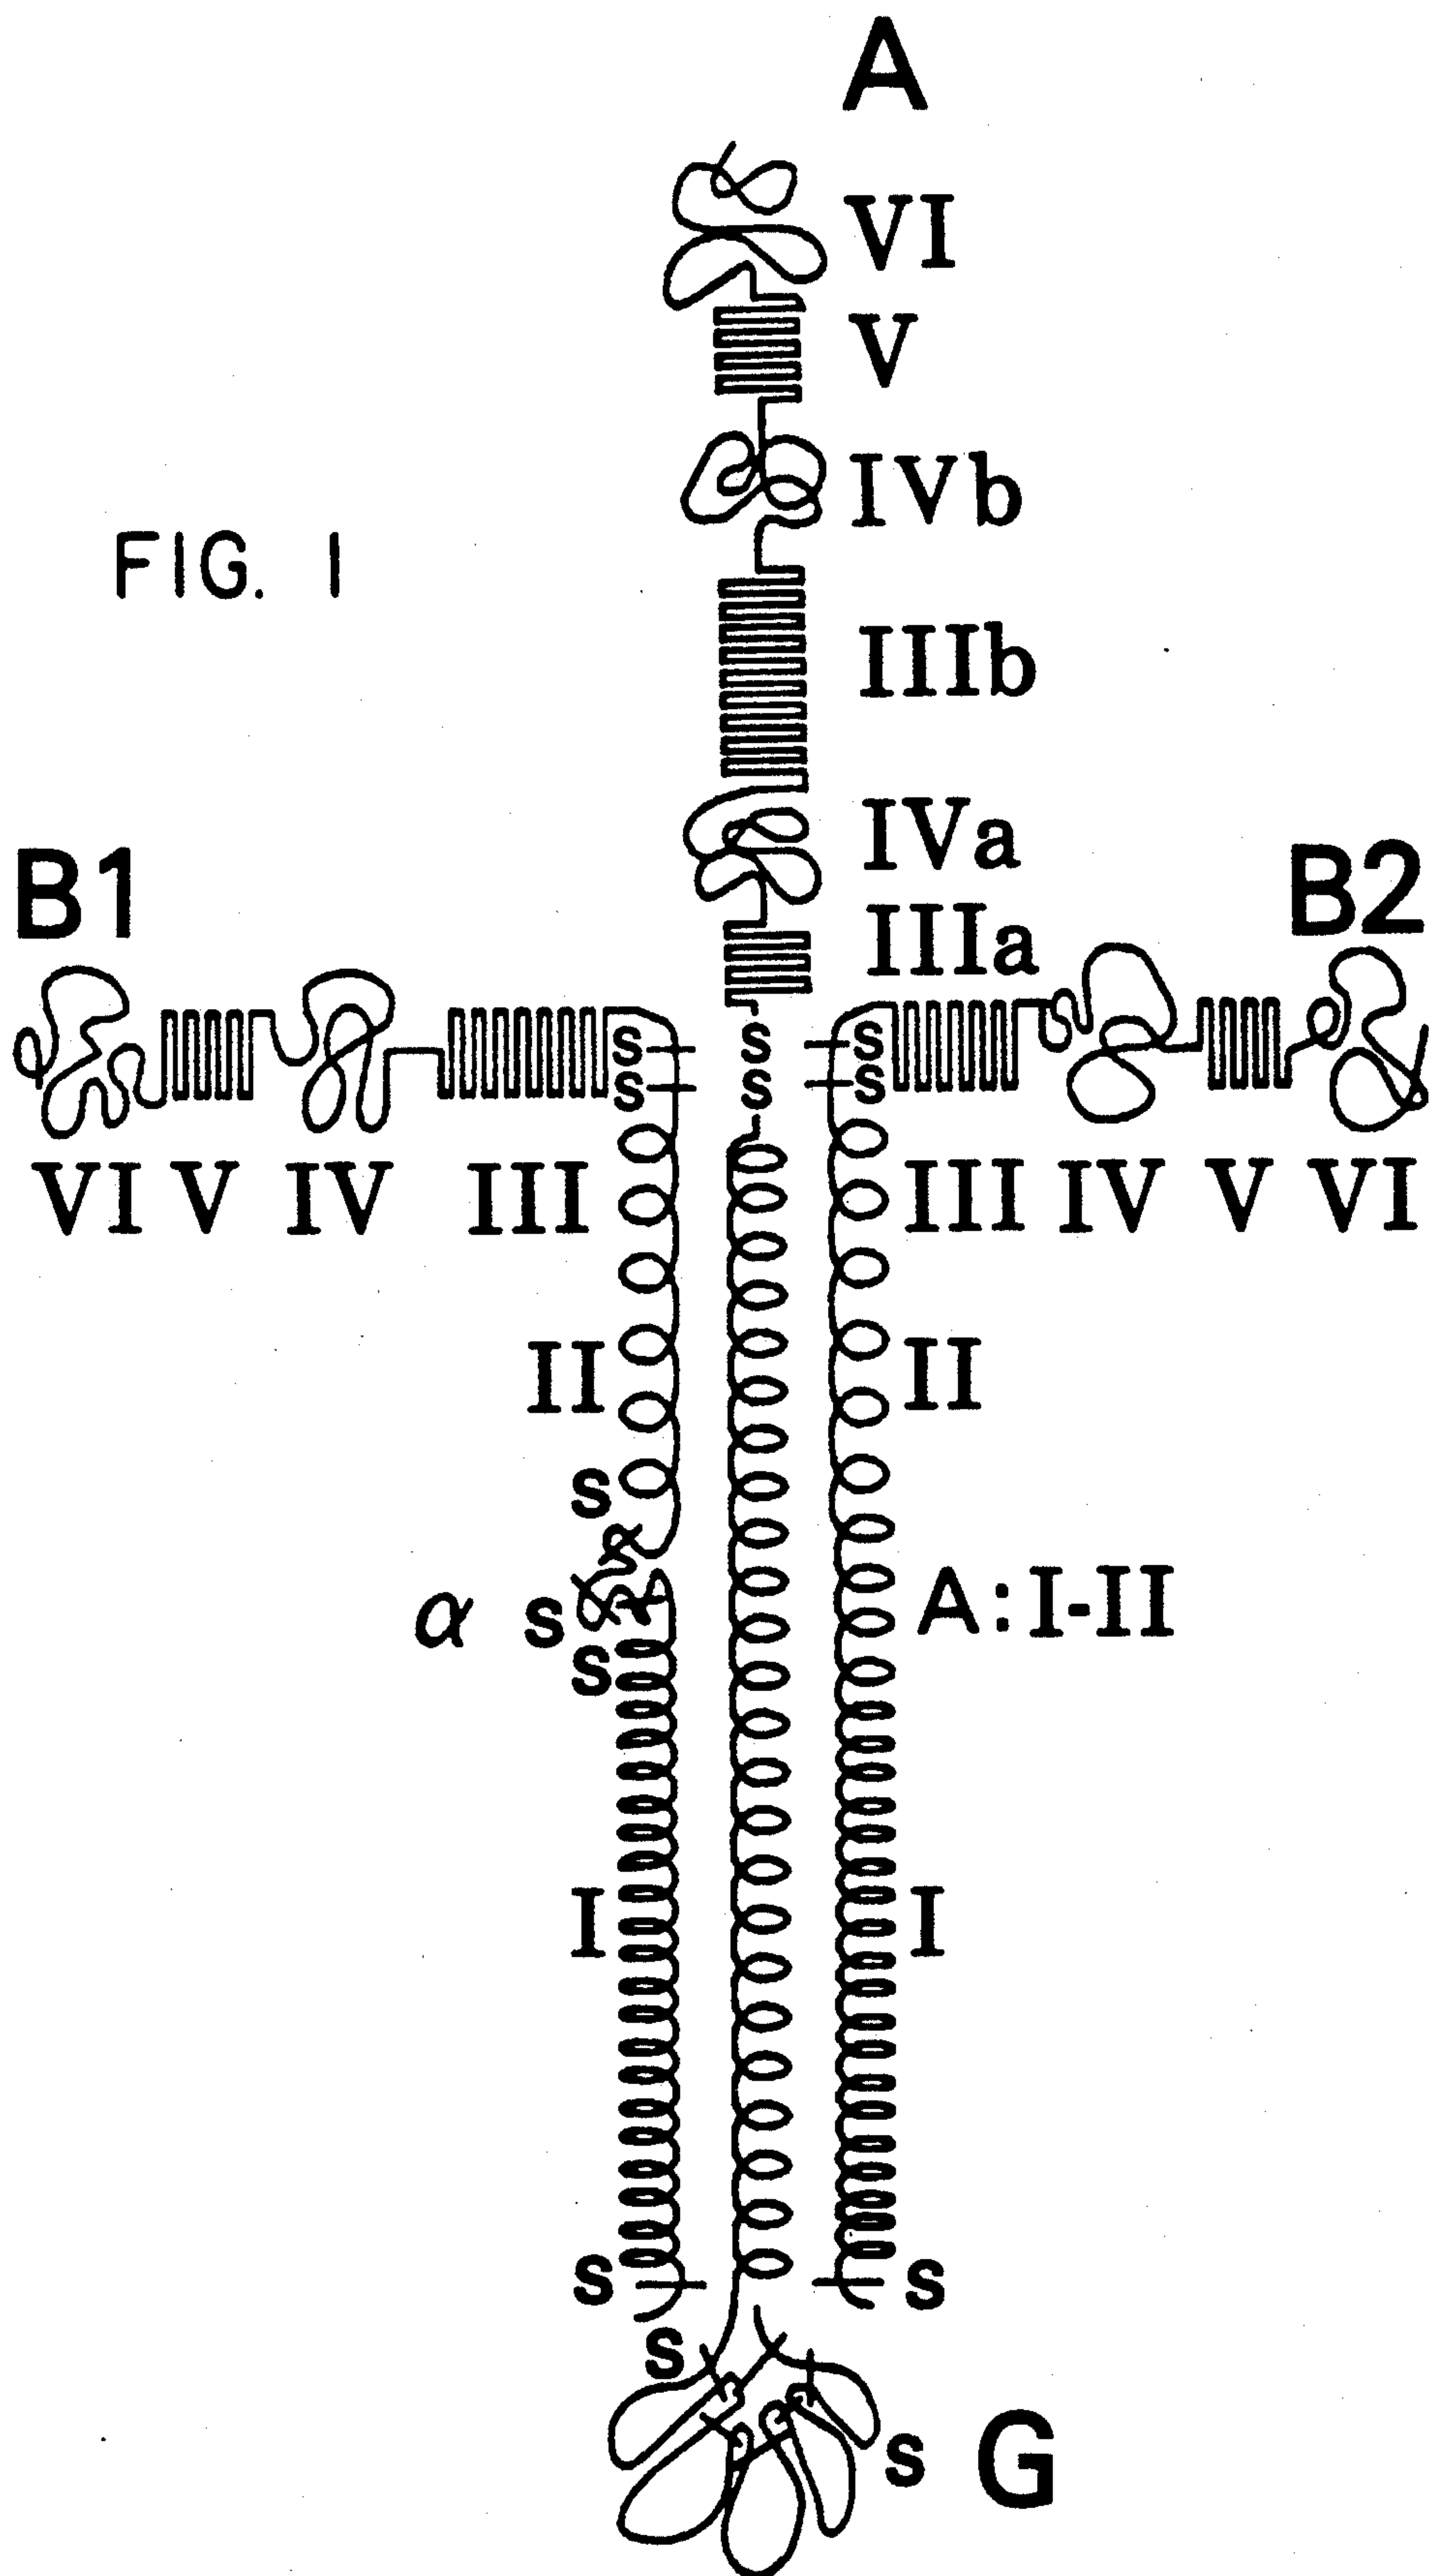 A
VI
V
IVb
FIG. 1
IIIb
IVa
B1
B2
IIIa
S S S
S S S
VI V IV III
III IV V VI
II
II
S
α S
A:I-II
S
I
I
S
S
S
S
G